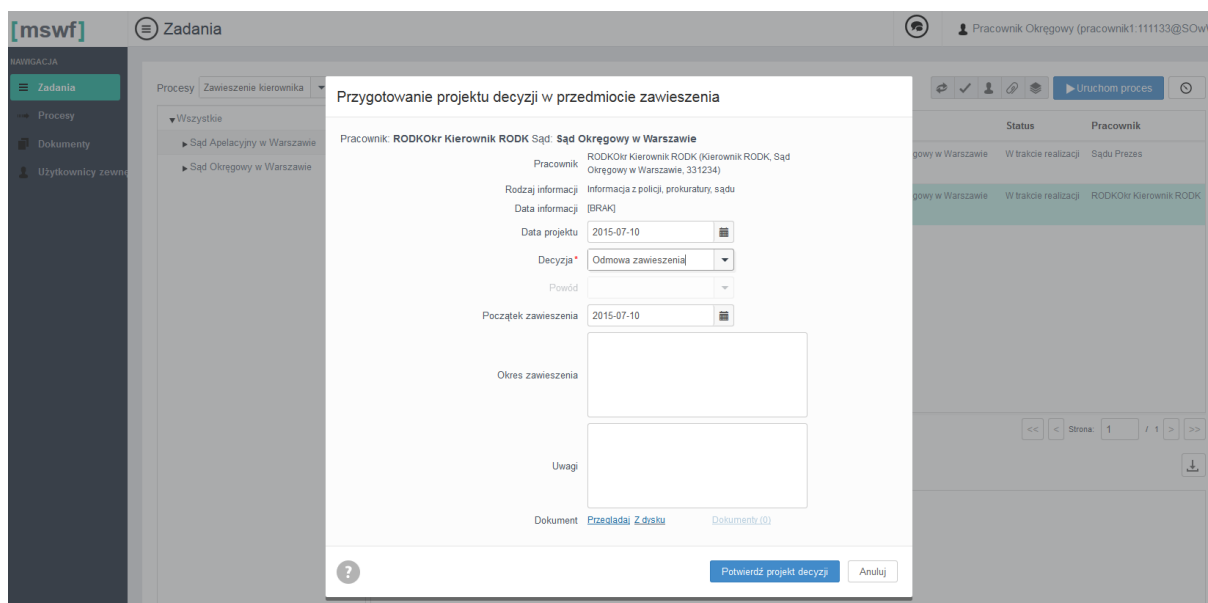 [mswf]
Zadania
Pracownik Okręgowy (pracownik1:111133@SOwW
NAWIGACJA
Zadania
Procesy
Dokumenty
Użytkownicy zewnę
Procesy Zawieszenie kierownika
Uruchom proces
Wszystkie
Sąd Apelacyjny w Warszawie
Sąd Okręgowy w Warszawie
Status Pracownik
gowy w Warszawie W trakcie realizacji Sądu Prezes
gowy w Warszawie W trakcie realizacji RODKOkr Kierownik RODK
Przygotowanie projektu decyzji w przedmiocie zawieszenia
Pracownik: RODKOkr Kierownik RODK Sąd: Sąd Okręgowy w Warszawie
Pracownik RODKOkr Kierownik RODK (Kierownik RODK, Sąd
Okręgowy w Warszawie, 331234)
Rodzaj informacji Informacja z policji, prokuratury, sądu
Data informacji [BRAK]
Data projektu 2015-07-10
Decyzja* Odmowa zawieszenia
Powód
Początek zawieszenia 2015-07-10
Okres zawieszenia
Uwagi
Dokument Przeglądaj Z dysku Dokumenty (0)
<< < Strona: 1 / 1 > >>
? Potwierdź projekt decyzji Anuluj